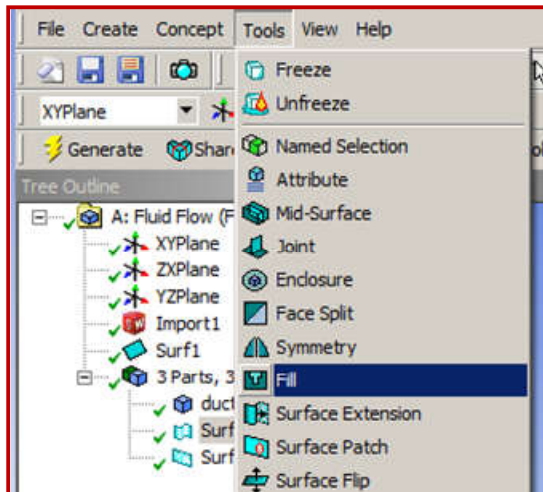 File Create Concept Tools View Help
Freeze
XYPlane
Unfreeze
Generate
Named Selection
Tree Outline
Attribute
A: Fluid Flow (F
Mid-Surface
XYPlane
Joint
ZXPlane
Enclosure
YZPlane
Face Split
Import1
Symmetry
Surf1
Fill
3 Parts, 3
Surface Extension
duct
Surf
Surface Patch
Surf
Surface Flip